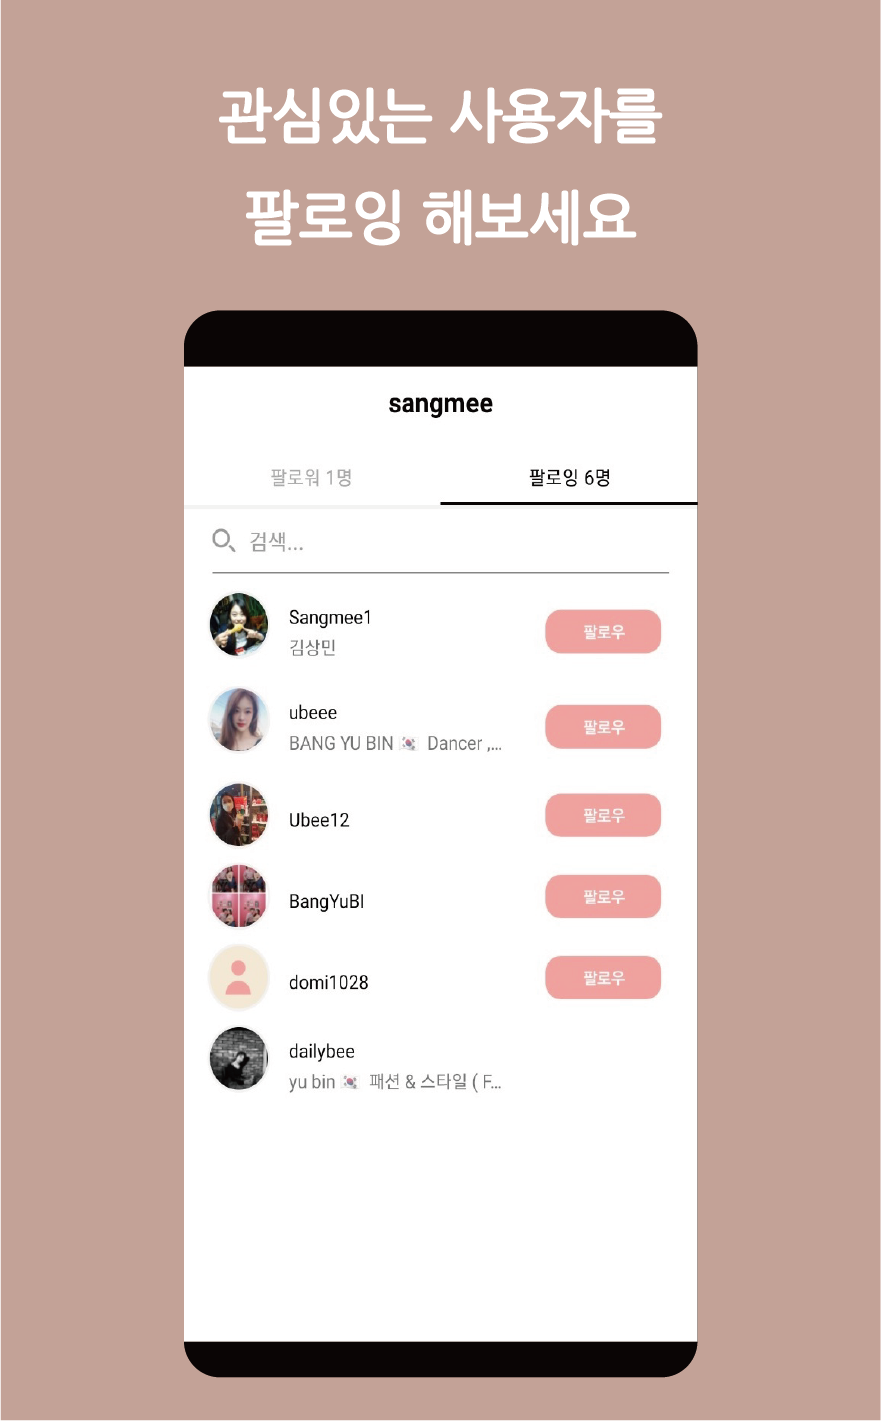 관심있는 사용자를
팔로잉 해보세요
sangmee
팔로워 1명
팔로잉 6명
검색...
Sangmee1
김상민
팔로우
ubeee
BANG YU BIN 🇰🇷 Dancer ,...
팔로우
Ubee12
팔로우
BangYuBI
팔로우
domi1028
팔로우
dailybee
yu bin 🇰🇷 패션 & 스타일 ( F...